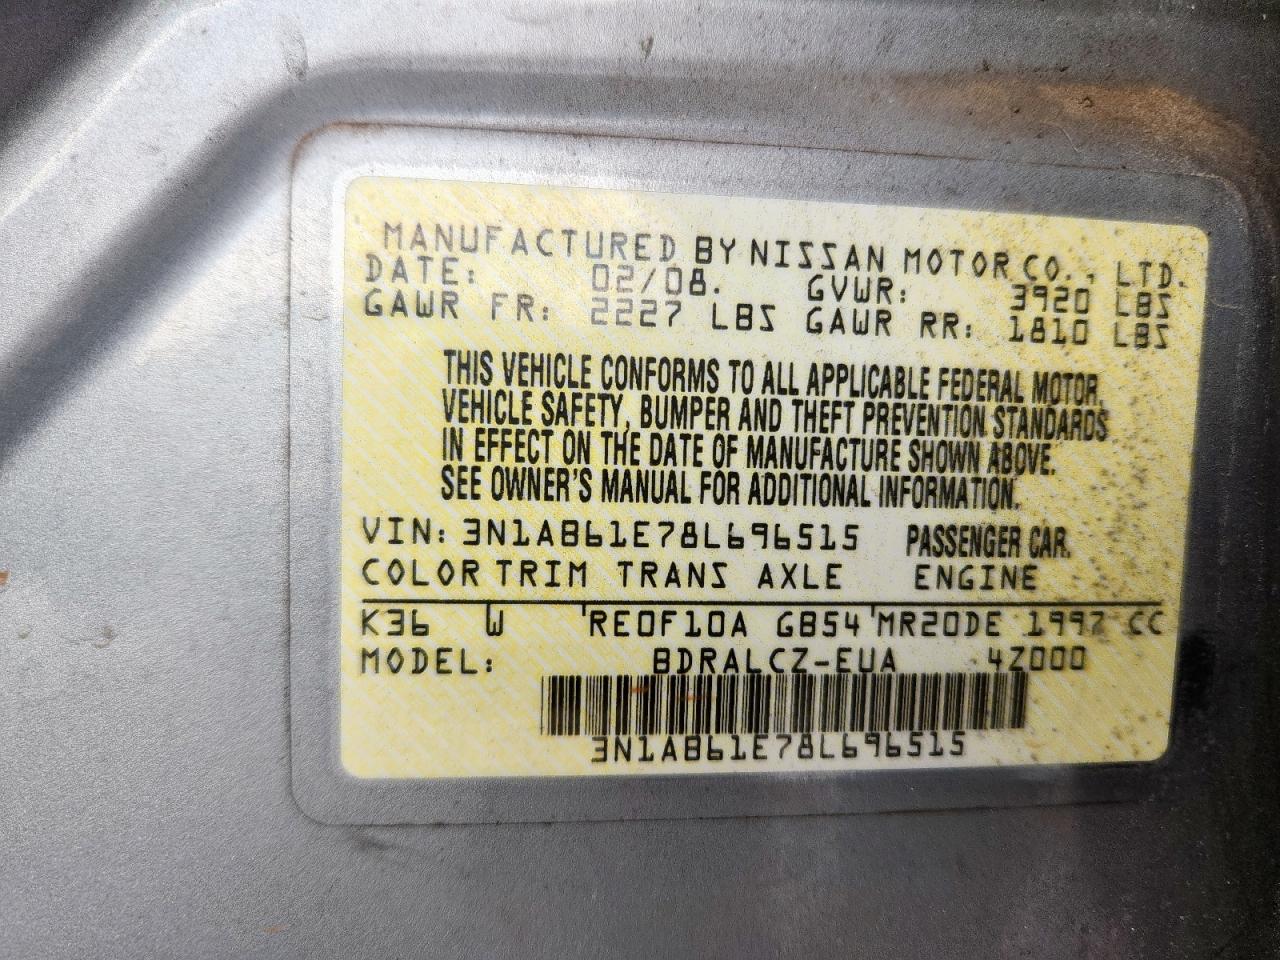 MANUFACTURED BY NISSAN MOTOR CO., LTD.
DATE: 02/08. GVWR: 3920 LBS
GAWR FR: 2227 LBS GAWR RR: 1810 LBS
THIS VEHICLE CONFORMS TO ALL APPLICABLE FEDERAL MOTOR
VEHICLE SAFETY, BUMPER AND THEFT PREVENTION STANDARDS
IN EFFECT ON THE DATE OF MANUFACTURE SHOWN ABOVE.
SEE OWNER'S MANUAL FOR ADDITIONAL INFORMATION.
VIN: 3N1AB61E78L696515 PASSENGER CAR.
COLOR TRIM TRANS AXLE ENGINE
K36 W RE0F10A GB54 MR20DE 1997 CC
MODEL: BDRALCZ-EUA 4Z000
3N1AB61E78L696515